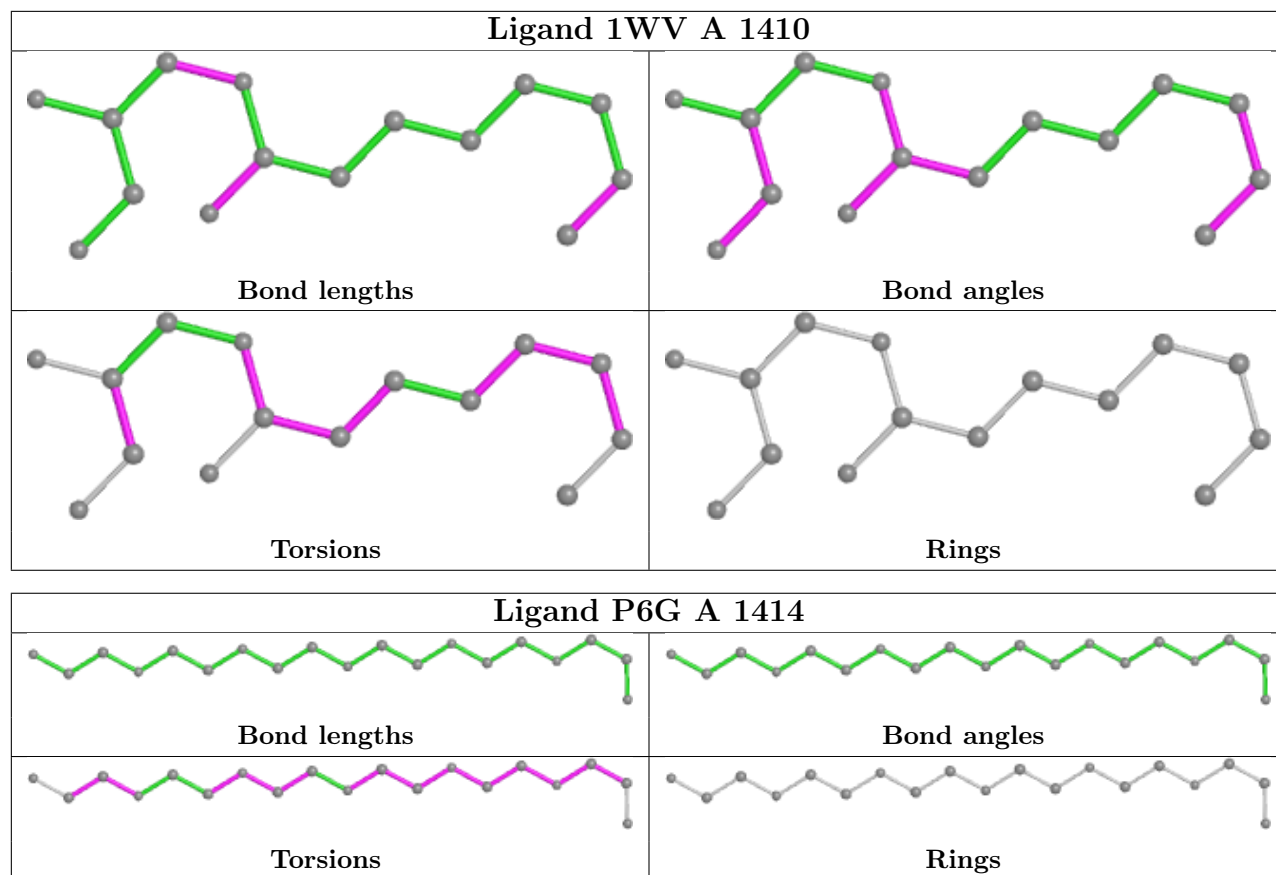 Ligand 1WV A 1410
Bond lengths
Bond angles
Torsions
Rings
Ligand P6G A 1414
Bond lengths
Bond angles
Torsions
Rings